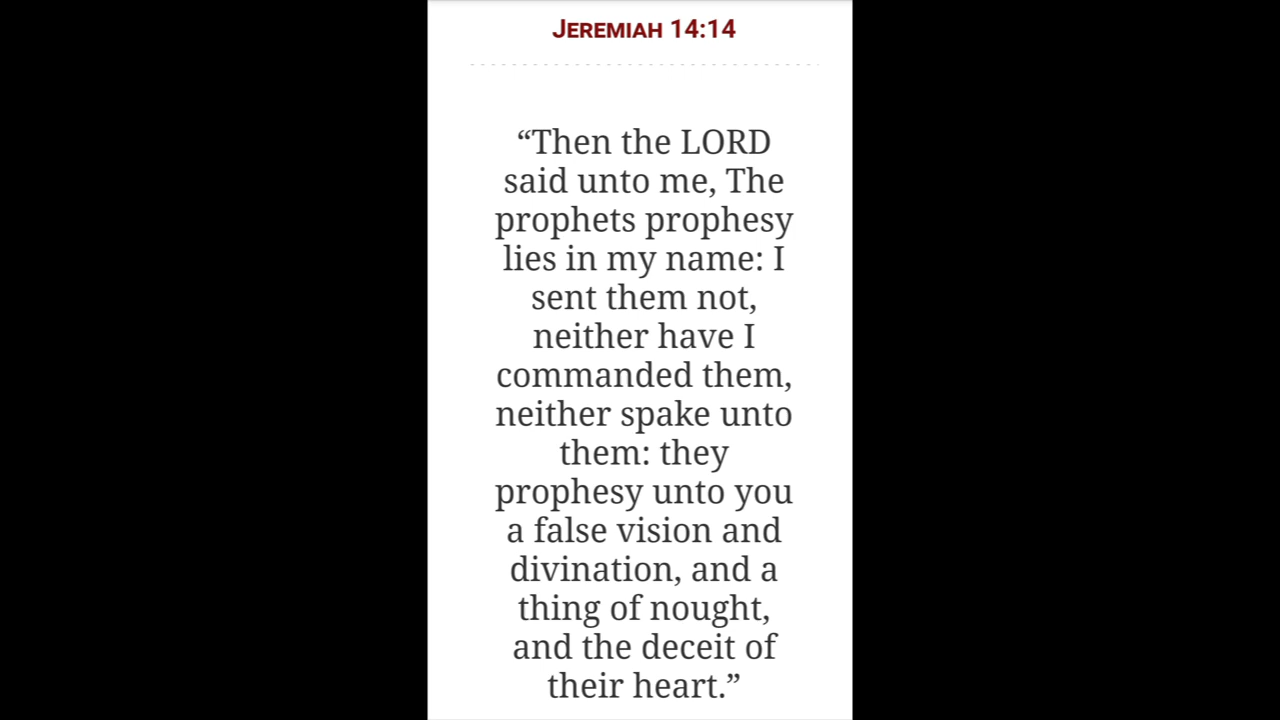 JEREMIAH 14:14
“Then the LORD
said unto me, The
prophets prophesy
lies in my name: I
sent them not,
neither have I
commanded them,
neither spake unto
them: they
prophesy unto you
a false vision and
divination, and a
thing of nought,
and the deceit of
their heart.”